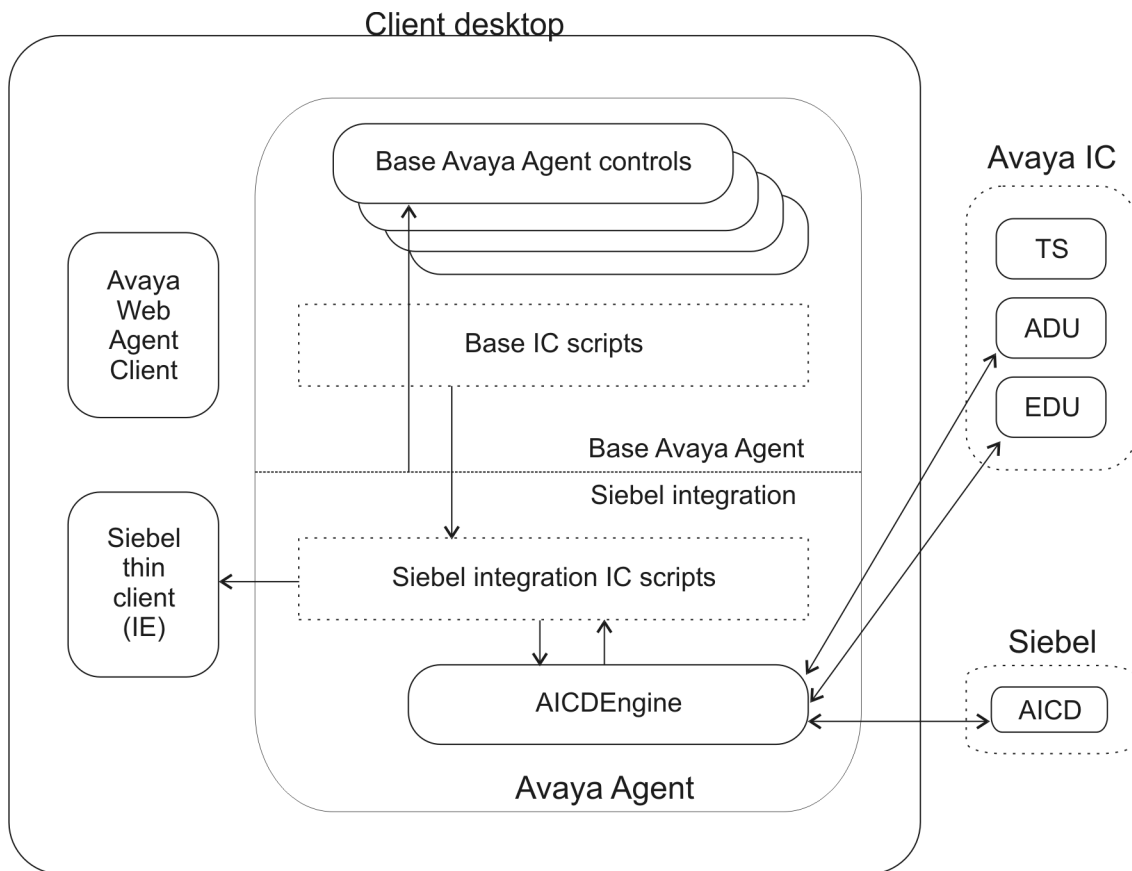 Client desktop
Base Avaya Agent controls
Avaya IC
TS
Avaya
Web
Agent
Client
Base IC scripts
ADU
EDU
Base Avaya Agent
Siebel integration
Siebel
thin
client
(IE)
Siebel integration IC scripts
Siebel
AICDEngine
AICD
Avaya Agent